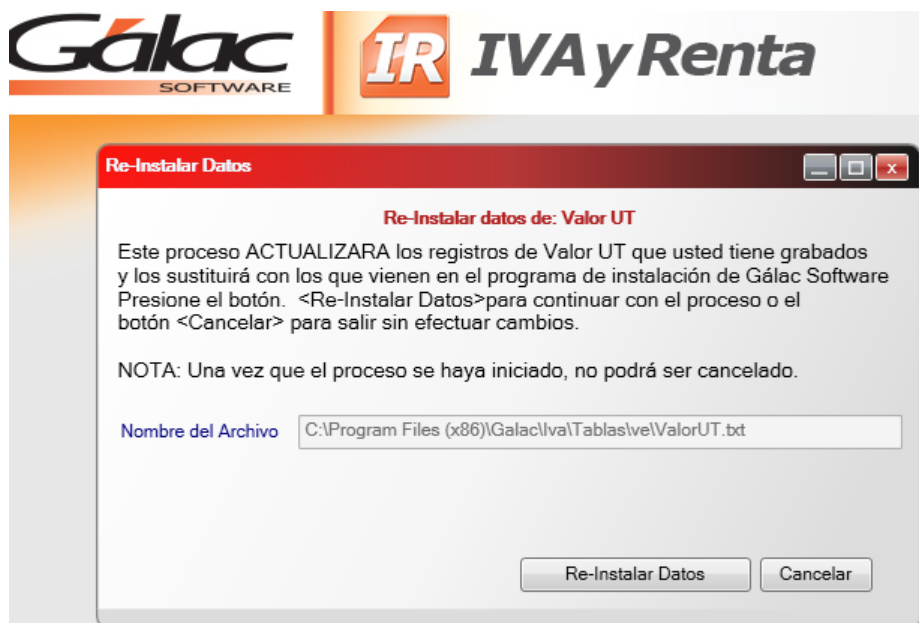 Gálac
SOFTWARE
IR IVA y Renta
Re-Instalar Datos
Re-Instalar datos de: Valor UT
Este proceso ACTUALIZARA los registros de Valor UT que usted tiene grabados
y los sustituirá con los que vienen en el programa de instalación de Gálac Software
Presione el botón. <Re-Instalar Datos>para continuar con el proceso o el
botón <Cancelar> para salir sin efectuar cambios.
NOTA: Una vez que el proceso se haya iniciado, no podrá ser cancelado.
Nombre del Archivo C:\Program Files (x86)\Galac\Iva\Tablas\ve\ValorUT.txt
Re-Instalar Datos Cancelar